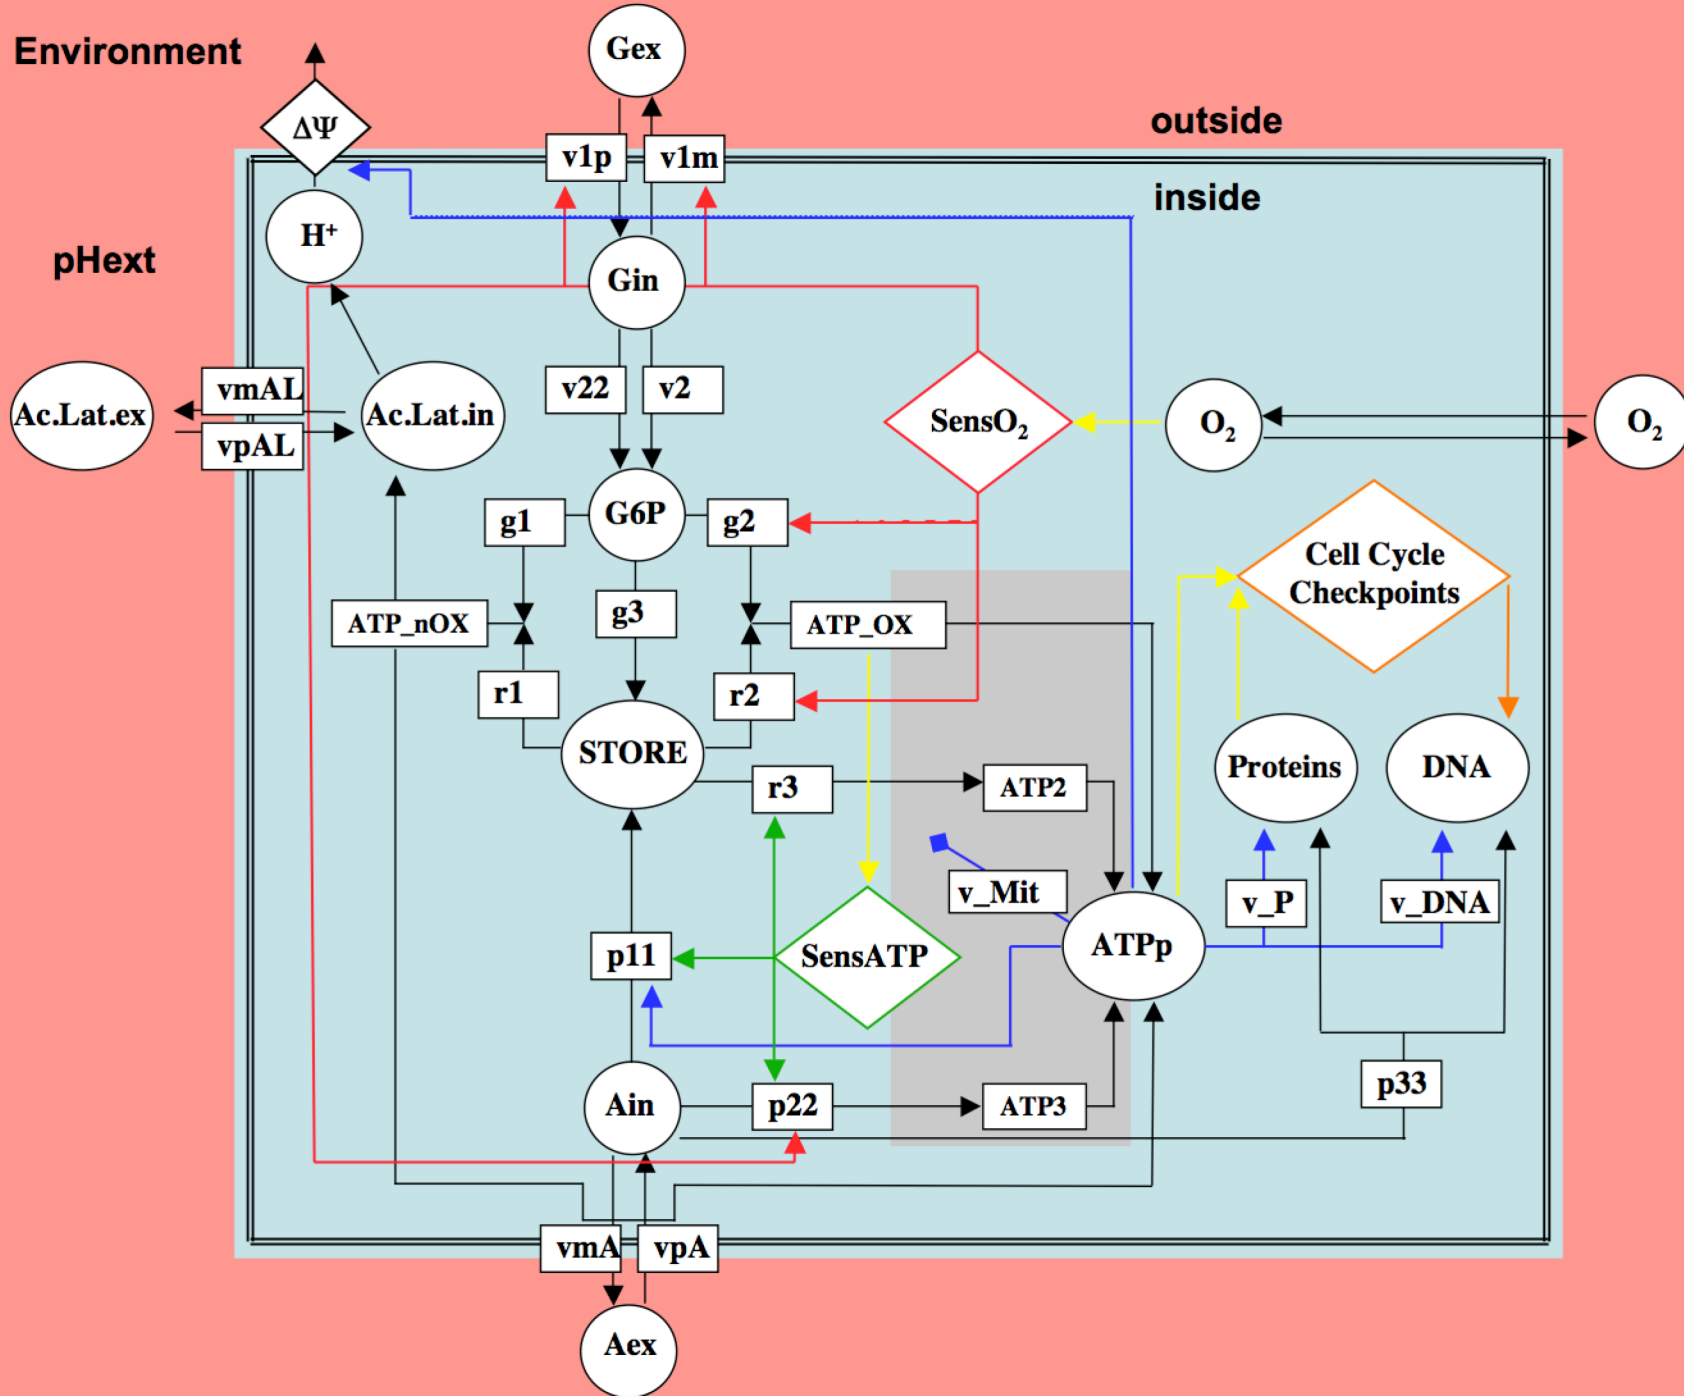 Gex
Environment
ΔΨ
outside
v1p
v1m
inside
H⁺
pHext
Gin
vmAL
v22
v2
Ac.Lat.ex
Ac.Lat.in
SensO₂
O₂
O₂
vpAL
g1
G6P
g2
Cell Cycle
Checkpoints
ATP_nOX
g3
ATP_OX
r1
r2
STORE
Proteins
DNA
r3
ATP2
v_Mit
v_P
v_DNA
p11
SensATP
ATPp
p33
Ain
p22
ATP3
vmA
vpA
Aex